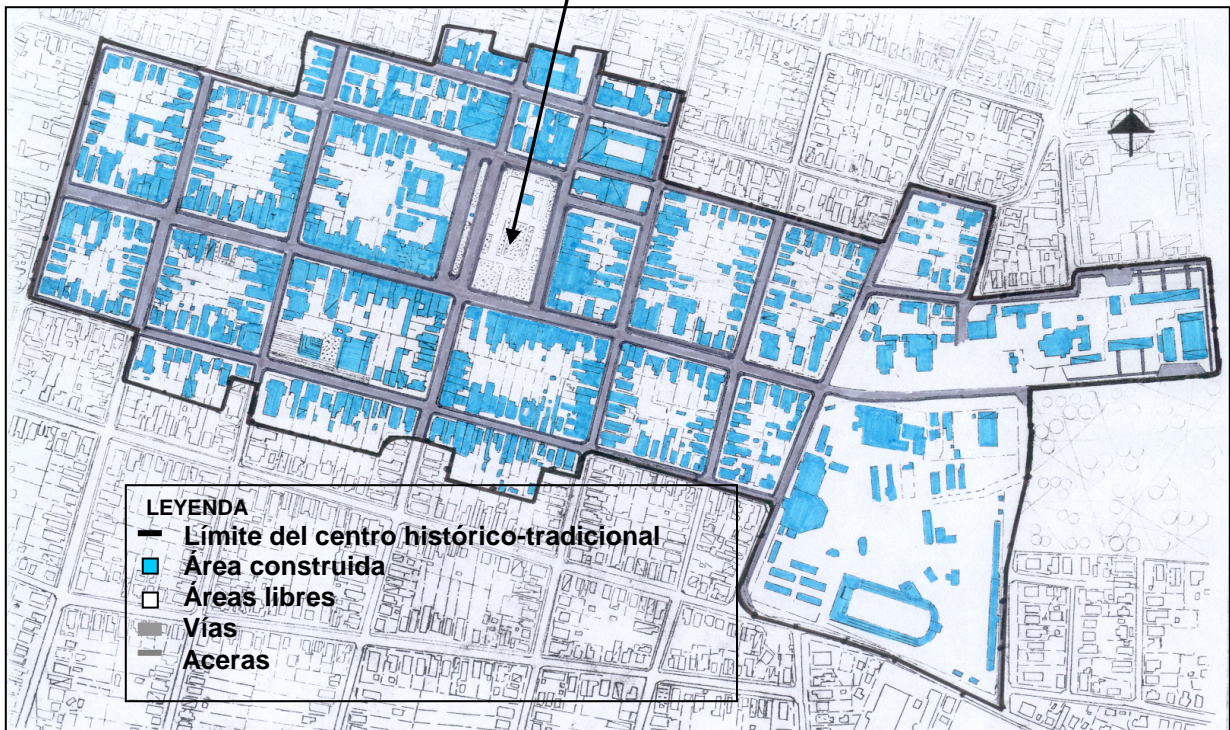 LEYENDA
Límite del centro histórico-tradicional
Área construida
Áreas libres
Vías
Aceras